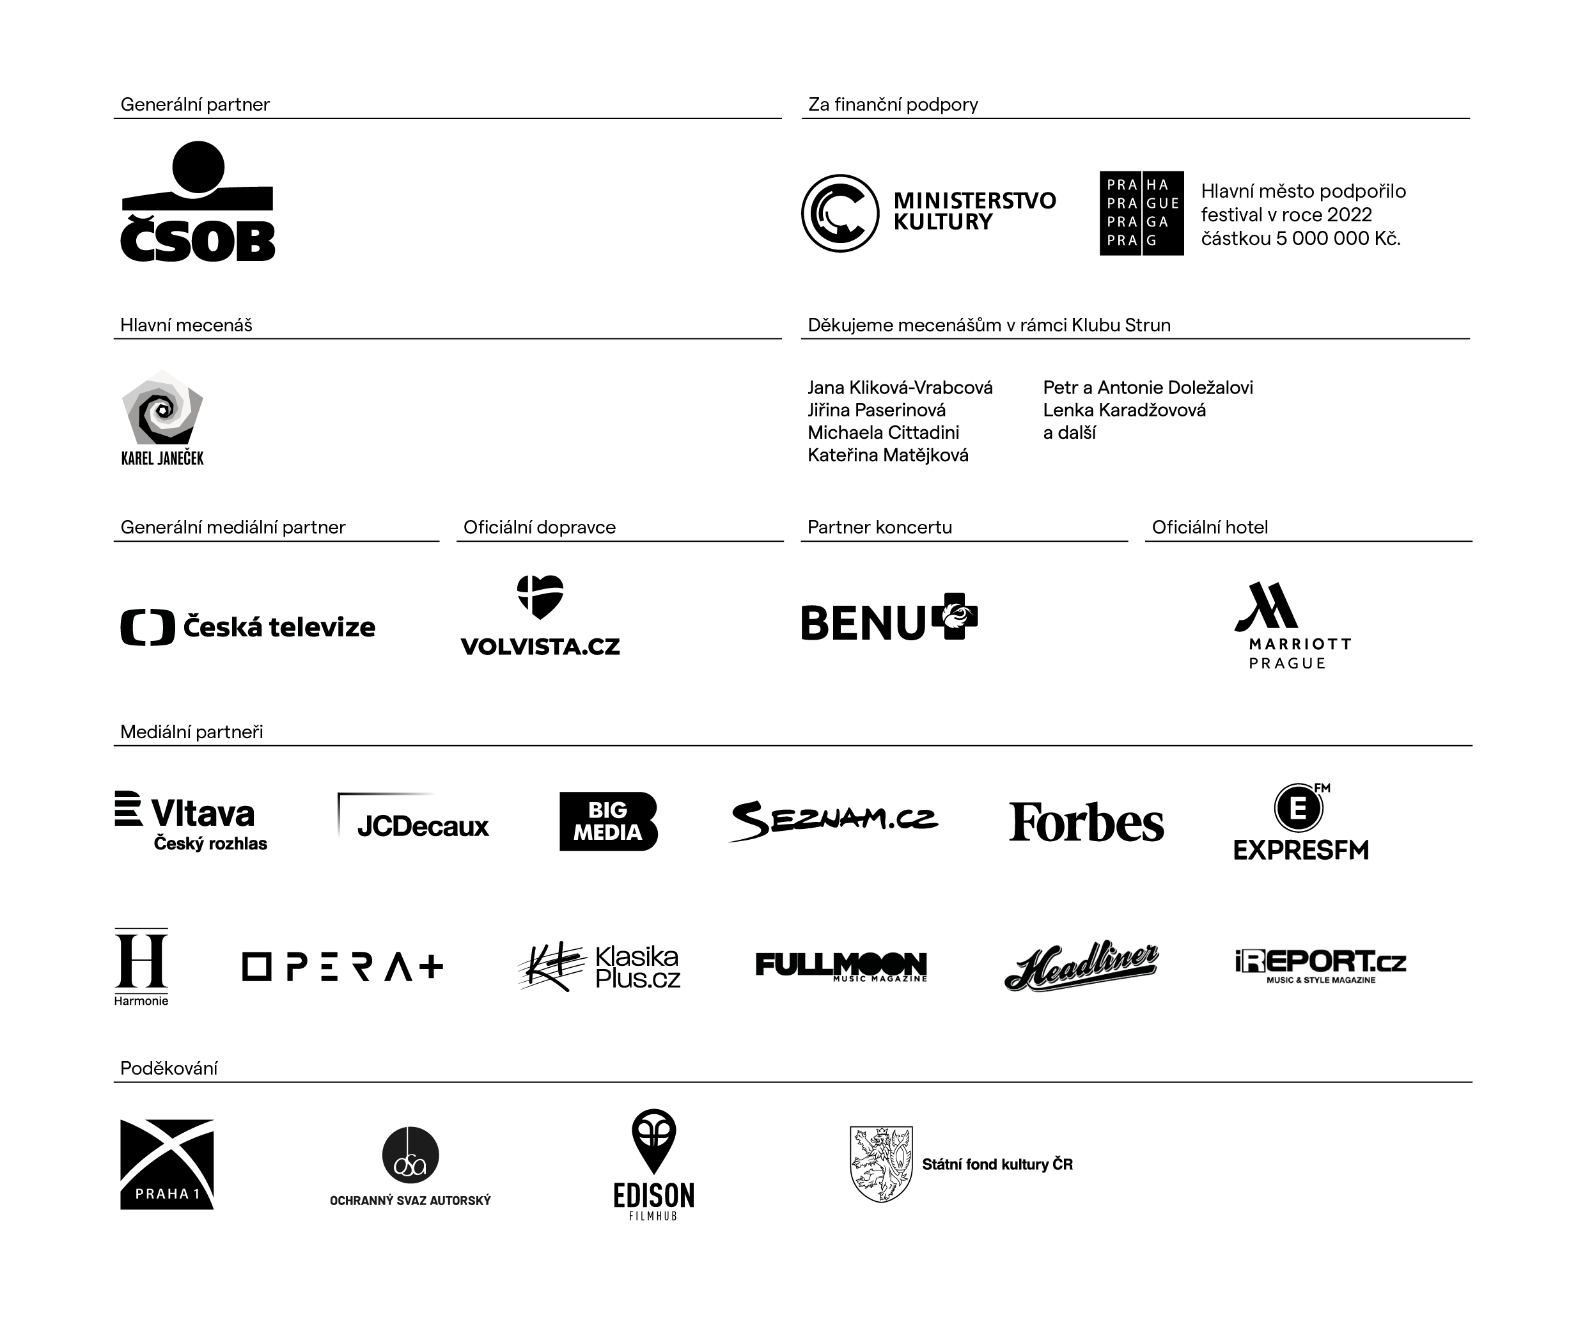 Generální partner
ČSOB
Za finanční podpory
MINISTERSTVO
KULTURY
PRA HA
PRA GUE
PRA GA
PRA G
Hlavní město podpořilo
festival v roce 2022
částkou 5 000 000 Kč.
Hlavní mecenáš
KAREL JANEČEK
Děkujeme mecenášům v rámci Klubu Strun
Jana Kliková-Vrabcová
Jiřina Paserinová
Michaela Cittadini
Kateřina Matějková
Petr a Antonie Doležalovi
Lenka Karadžovová
a další
Generální mediální partner
Česká televize
Oficiální dopravce
VOLVISTA.CZ
Partner koncertu
BENU
Oficiální hotel
MARRIOTT
PRAGUE
Mediální partneři
Vltava
Český rozhlas
JCDecaux
BIG
MEDIA
SEZNAM.CZ
Forbes
E FM
EXPRESFM
H
Harmonie
OPERA+
K+
Klasika
Plus.cz
FULLMOON
MUSIC MAGAZINE
Headliner
iREPORT.cz
MUSIC & STYLE MAGAZINE
Poděkování
PRAHA 1
osa
OCHRANNÝ SVAZ AUTORSKÝ
EDISON
FILMHUB
Státní fond kultury ČR